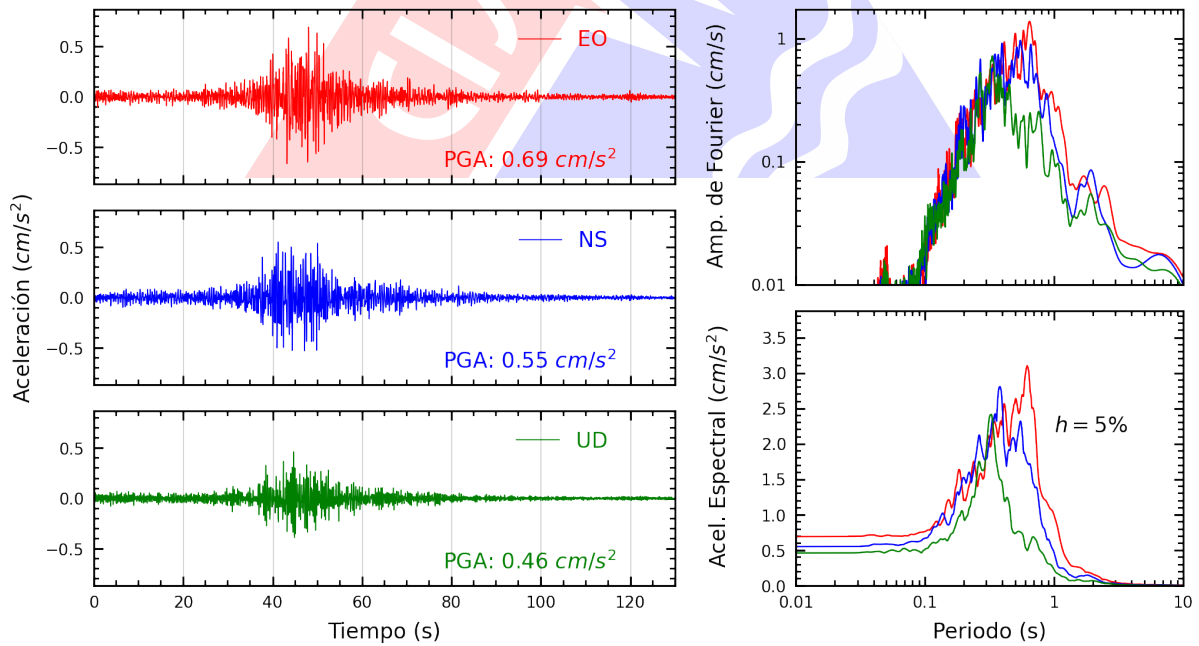 Aceleración (cm/s²)
0.5
0.0
−0.5
EO
PGA: 0.69 cm/s²
0.5
0.0
−0.5
NS
PGA: 0.55 cm/s²
0.5
0.0
−0.5
UD
PGA: 0.46 cm/s²
0 20 40 60 80 100 120
Tiempo (s)
Amp. de Fourier (cm/s)
1
0.1
0.01
Acel. Espectral (cm/s²)
3.5
3.0
2.5
2.0
1.5
1.0
0.5
0.0
h = 5%
0.01 0.1 1 10
Periodo (s)